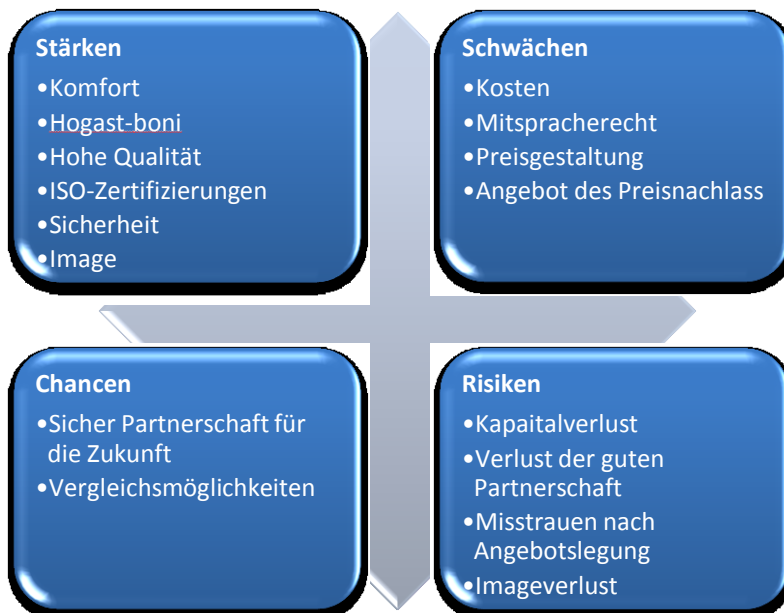 Stärken
•Komfort
•Hogast-boni
•Hohe Qualität
•ISO-Zertifizierungen
•Sicherheit
•Image
Schwächen
•Kosten
•Mitspracherecht
•Preisgestaltung
•Angebot des Preisnachlass
Chancen
•Sicher Partnerschaft für
die Zukunft
•Vergleichsmöglichkeiten
Risiken
•Kapaitalverlust
•Verlust der guten
Partnerschaft
•Misstrauen nach
Angebotslegung
•Imageverlust